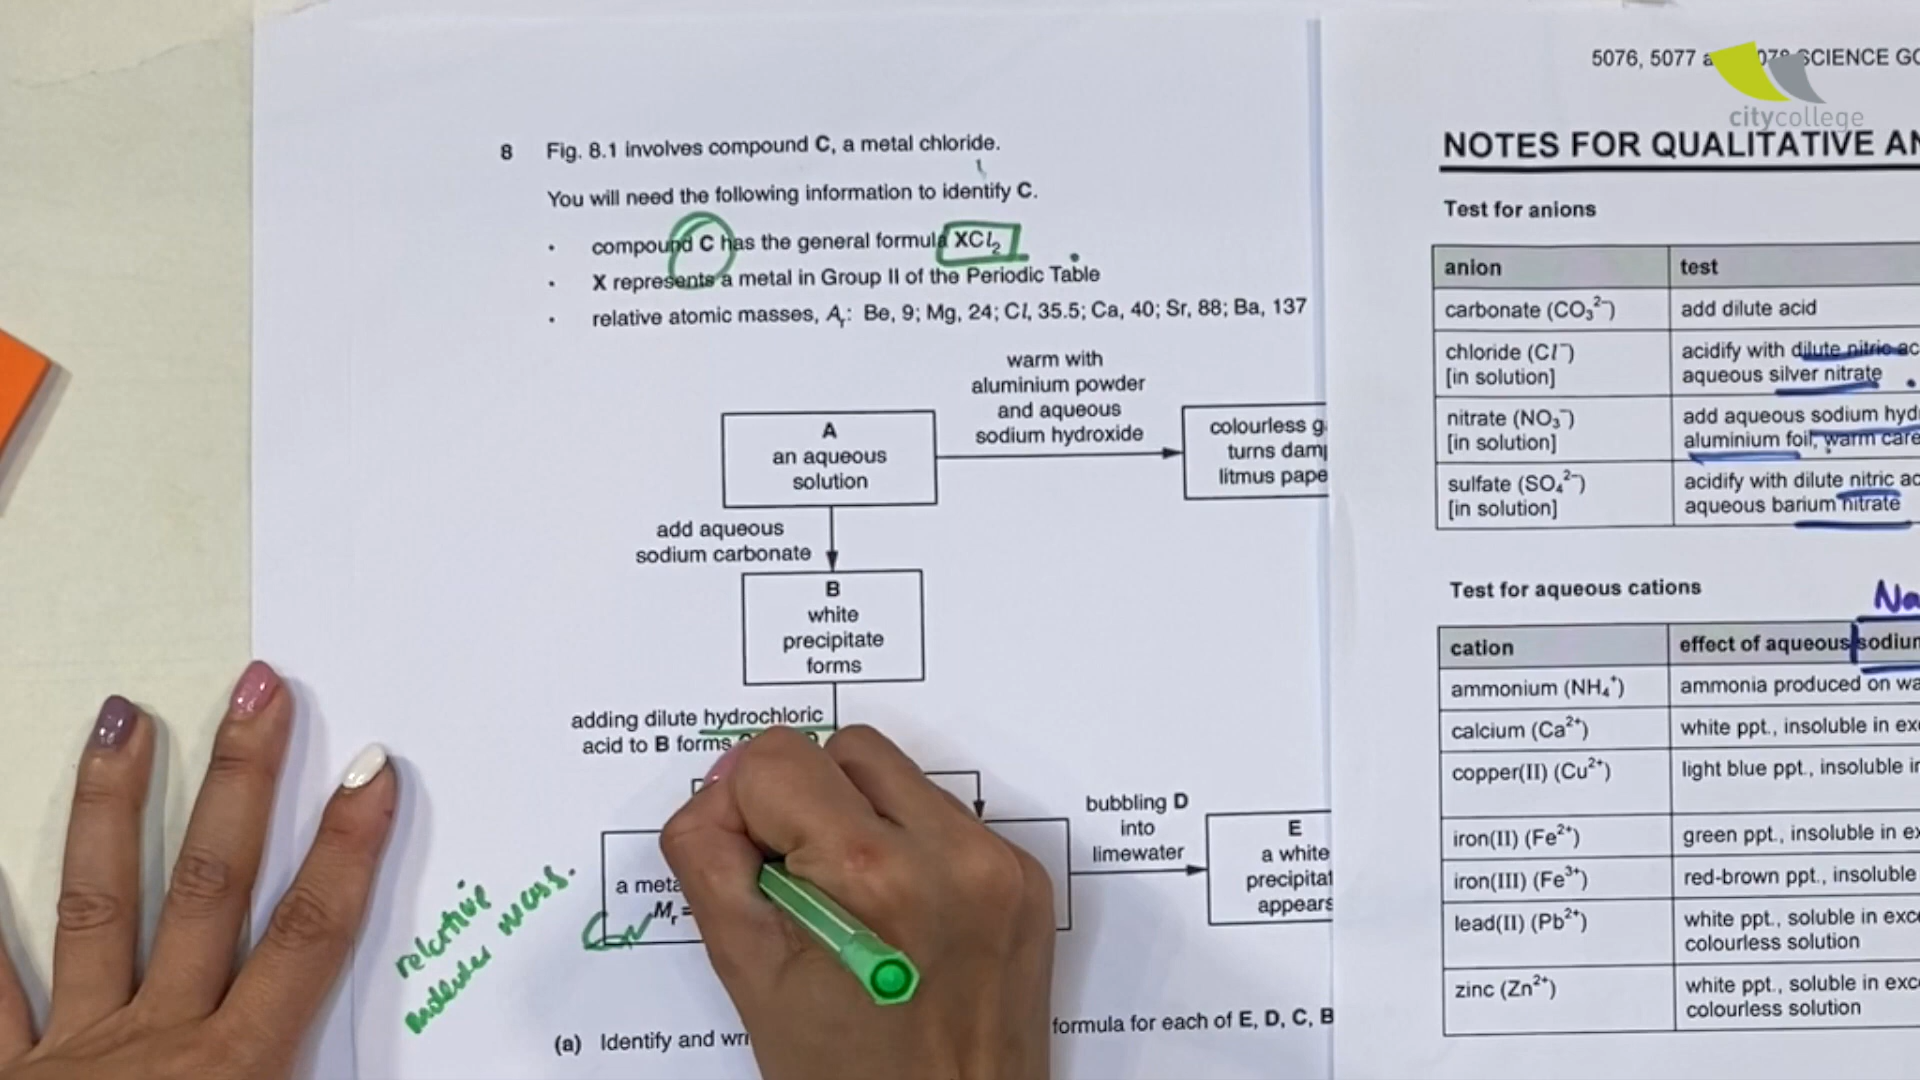 citycollege
8 Fig. 8.1 involves compound C, a metal chloride.
You will need the following information to identify C.
• compound C has the general formula XCl₂
• X represents a metal in Group II of the Periodic Table
• relative atomic masses, Aᵣ: Be, 9; Mg, 24; Cl, 35.5; Ca, 40; Sr, 88; Ba, 137
warm with
aluminium powder
and aqueous
sodium hydroxide
A
an aqueous
solution
colourless g
turns damp
litmus pape
add aqueous
sodium carbonate
B
white
precipitate
forms
adding dilute hydrochloric
acid to B forms
a meta
Mᵣ =
bubbling D
into
limewater
E
a white
precipitat
appears
relative
molecular mass.
(a) Identify and wri
formula for each of E, D, C, B
5076, 5077 a
5078 SCIENCE GC
NOTES FOR QUALITATIVE AN
Test for anions
anion test
carbonate (CO₃²⁻) add dilute acid
chloride (Cl⁻) acidify with dilute nitric ac
[in solution] aqueous silver nitrate
nitrate (NO₃⁻) add aqueous sodium hyd
[in solution] aluminium foil; warm care
sulfate (SO₄²⁻) acidify with dilute nitric ac
[in solution] aqueous barium nitrate
Test for aqueous cations
Na
cation effect of aqueous sodiun
ammonium (NH₄⁺) ammonia produced on wa
calcium (Ca²⁺) white ppt., insoluble in exc
copper(II) (Cu²⁺) light blue ppt., insoluble ir
iron(II) (Fe²⁺) green ppt., insoluble in ex
iron(III) (Fe³⁺) red-brown ppt., insoluble
lead(II) (Pb²⁺) white ppt., soluble in exce
colourless solution
zinc (Zn²⁺) white ppt., soluble in exc
colourless solution